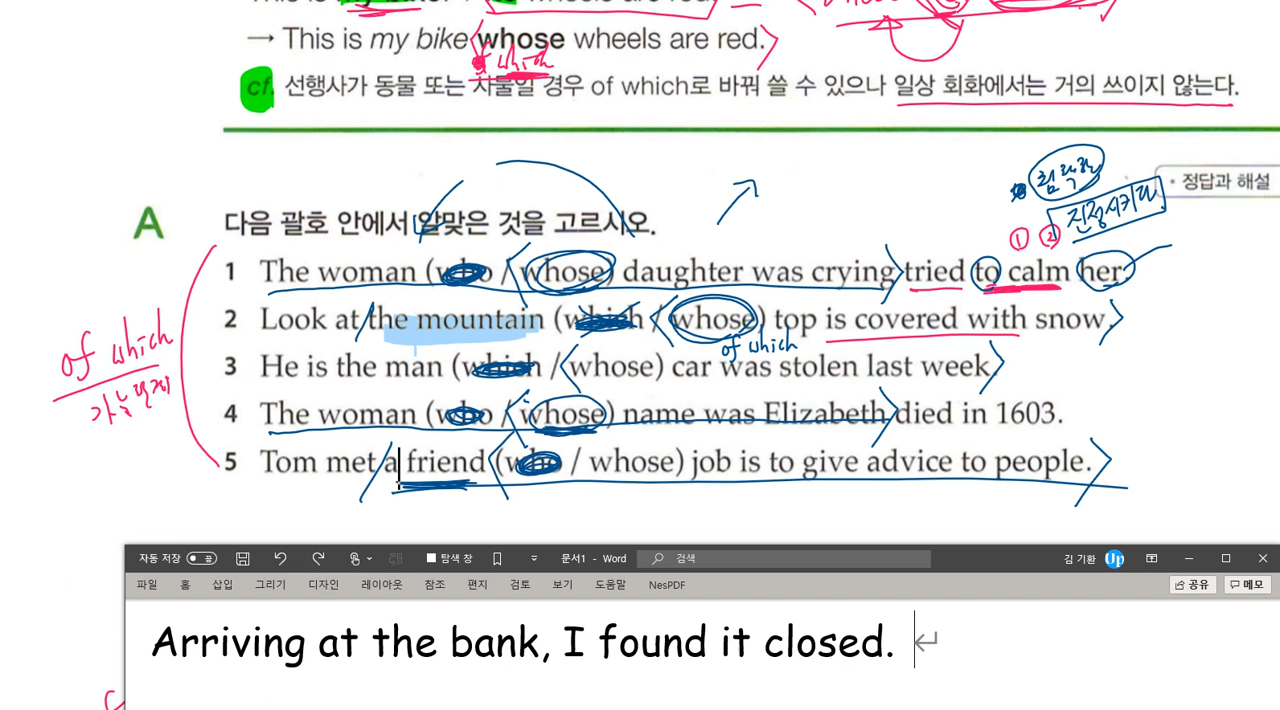 → This is my bike whose wheels are red.
of which
cf. 선행사가 동물 또는 사물일 경우 of which로 바꿔 쓸 수 있으나 일상 회화에서는 거의 쓰이지 않는다.
• 정답과 해설
진정시키다
① ②
A 다음 괄호 안에서 알맞은 것을 고르시오.
1 The woman (who / whose) daughter was crying tried to calm her.
2 Look at the mountain (which / whose) top is covered with snow.
of which
3 He is the man (which / whose) car was stolen last week.
of which
4 The woman (who / whose) name was Elizabeth died in 1603.
5 Tom met a friend (who / whose) job is to give advice to people.
자동 저장 끔 탐색 창 문서1 - Word 검색 김 기환 Up
파일 홈 삽입 그리기 디자인 레이아웃 참조 편지 검토 보기 도움말 NesPDF 공유 메모
Arriving at the bank, I found it closed.